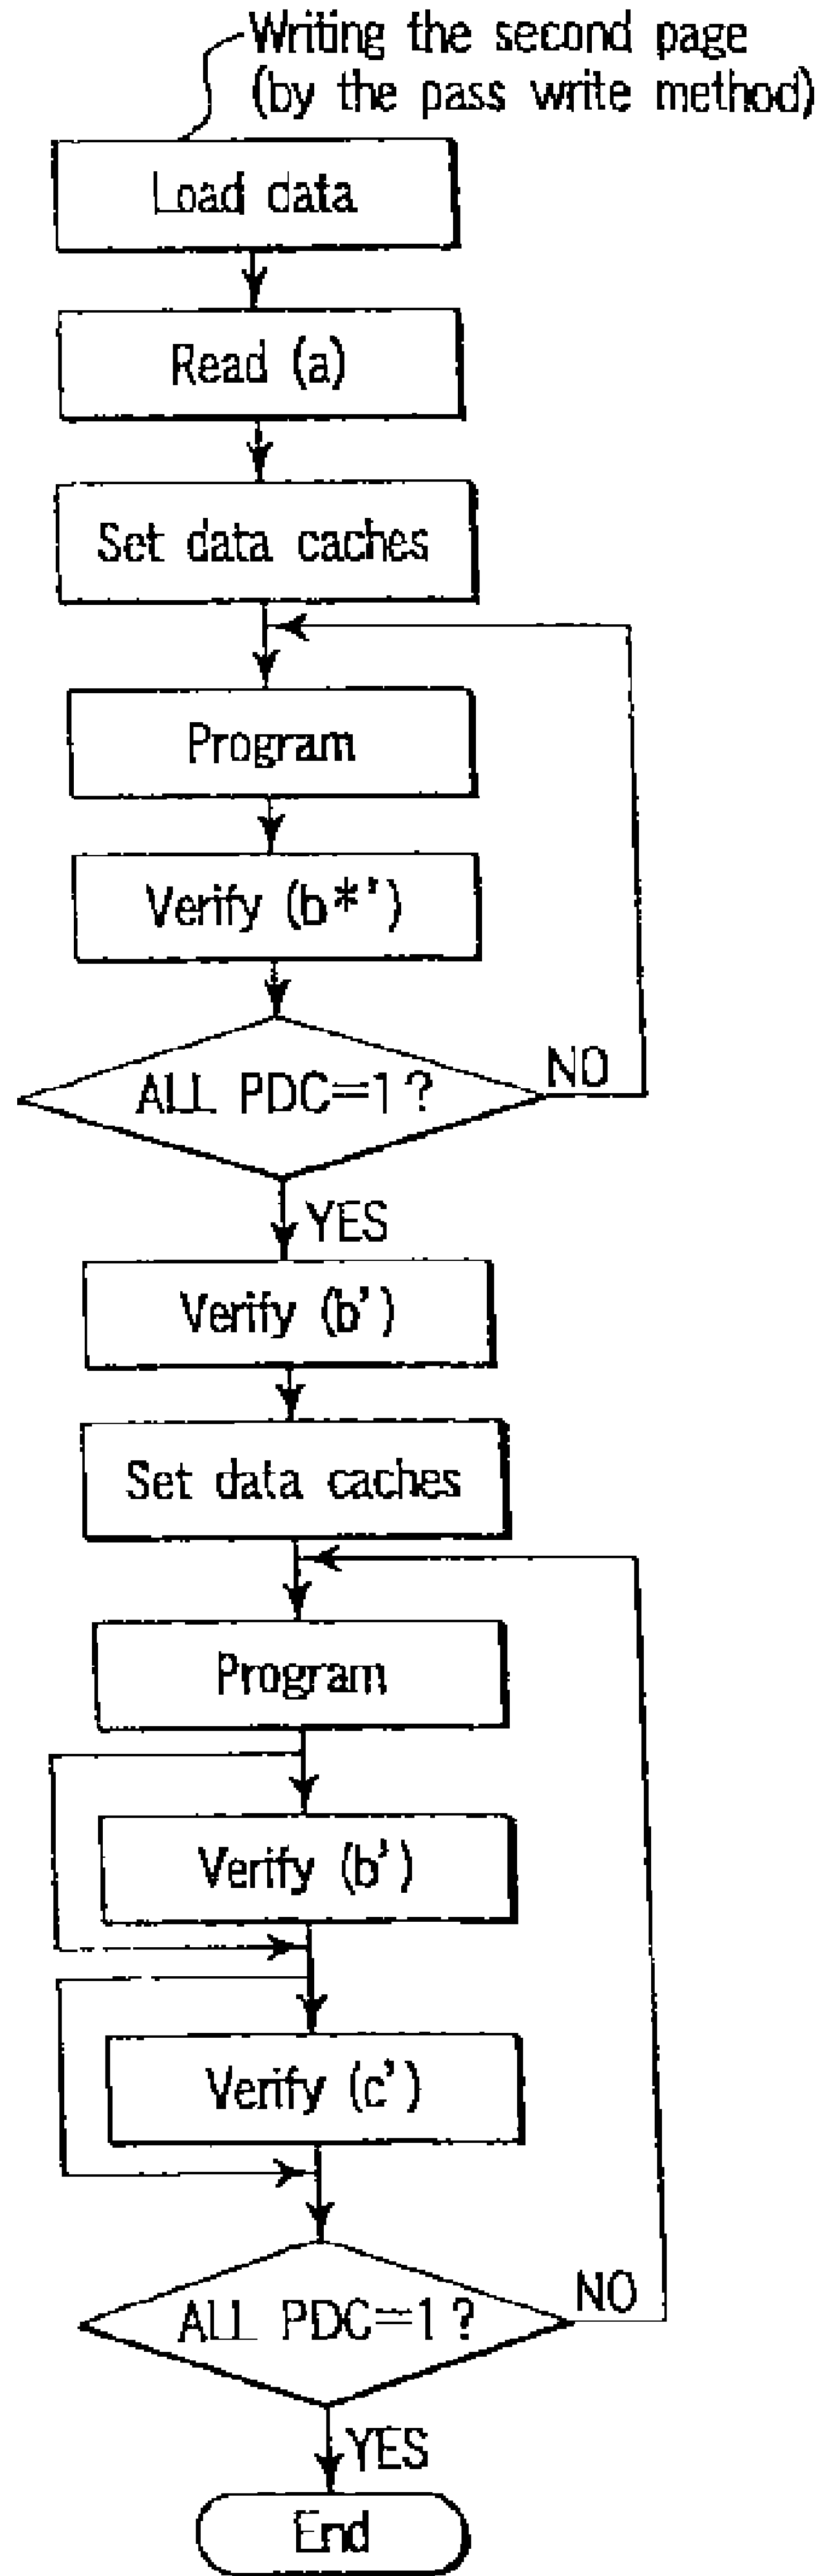 Writing the second page
(by the pass write method)
Load data
Read (a)
Set data caches
Program
Verify (b*')
ALL PDC=1?
NO
YES
Verify (b')
Set data caches
Program
Verify (b')
Verify (c')
ALL PDC=1?
NO
YES
End